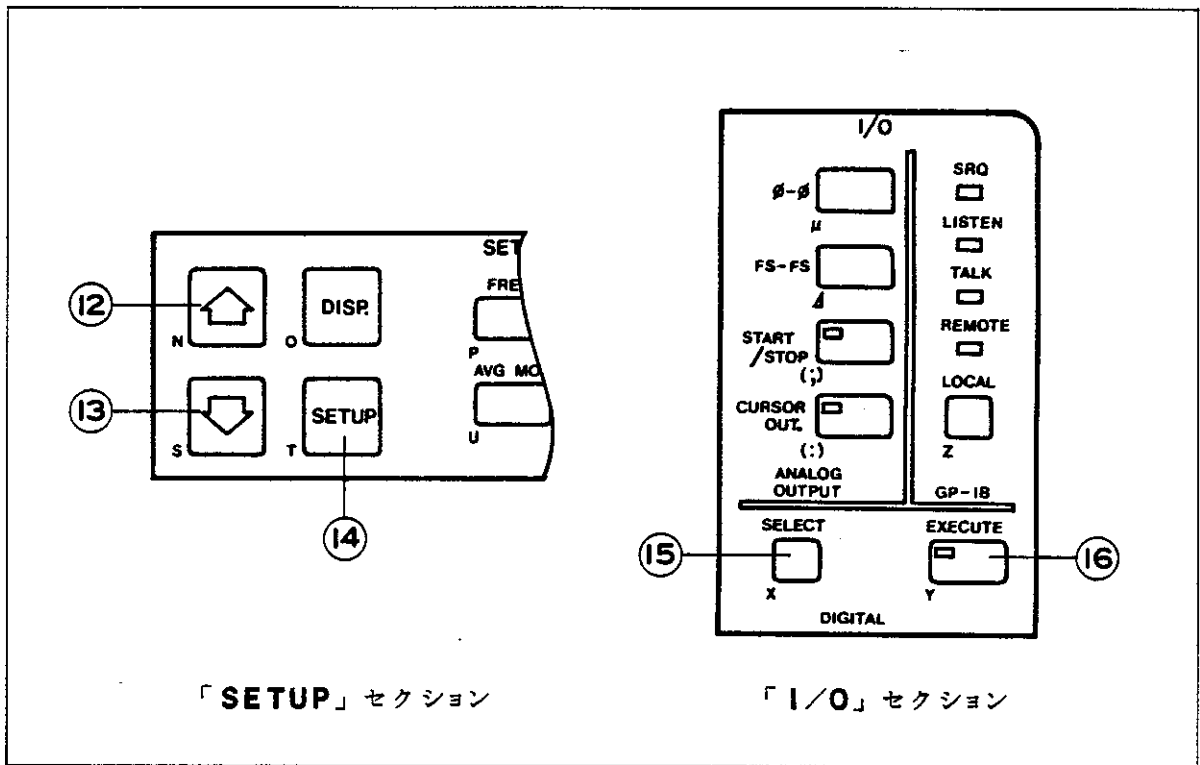 SET
FRE
12
DISP.
N
O
P
AVG MO
13
SETUP
S
T
U
14
「SETUP」セクション
I/O
ø-ø
μ
FS-FS
START
/STOP
(;)
CURSOR
OUT.
(:)
ANALOG
OUTPUT
SRQ
LISTEN
TALK
REMOTE
LOCAL
Z
GP-IB
SELECT
15
X
EXECUTE
16
Y
DIGITAL
「I/O」セクション